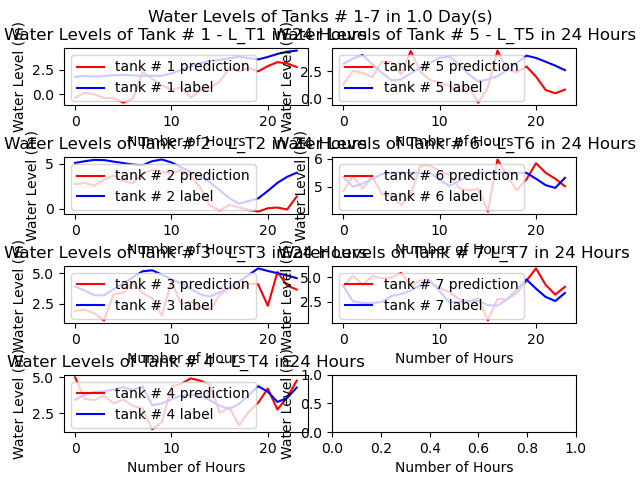 Water Levels of Tanks # 1-7 in 1.0 Day(s)
Water Levels of Tank # 1 - L_T1 in 24 Hours
Water Levels of Tank # 5 - L_T5 in 24 Hours
Water Level (m)
2.5
0.0
tank # 1 prediction
tank # 1 label
0
10
20
Number of Hours
Water Level (m)
2.5
0
tank # 5 prediction
tank # 5 label
0
10
20
Number of Hours
Water Levels of Tank # 2 - L_T2 in 24 Hours
Water Levels of Tank # 6 - L_T6 in 24 Hours
Water Level (m)
5
0
tank # 2 prediction
tank # 2 label
0
10
20
Number of Hours
Water Level (m)
6
5
tank # 6 prediction
tank # 6 label
0
10
20
Number of Hours
Water Levels of Tank # 3 - L_T3 in 24 Hours
Water Levels of Tank # 7 - L_T7 in 24 Hours
Water Level (m)
5.0
2.5
tank # 3 prediction
tank # 3 label
0
10
20
Number of Hours
Water Level (m)
5.0
2.5
tank # 7 prediction
tank # 7 label
0
10
20
Number of Hours
Water Levels of Tank # 4 - L_T4 in 24 Hours
Water Level (m)
5.0
2.5
tank # 4 prediction
tank # 4 label
0
10
20
Number of Hours
Water Level (m)
1.0
0.5
0.0
0.0
0.2
0.4
0.6
0.8
1.0
Number of Hours